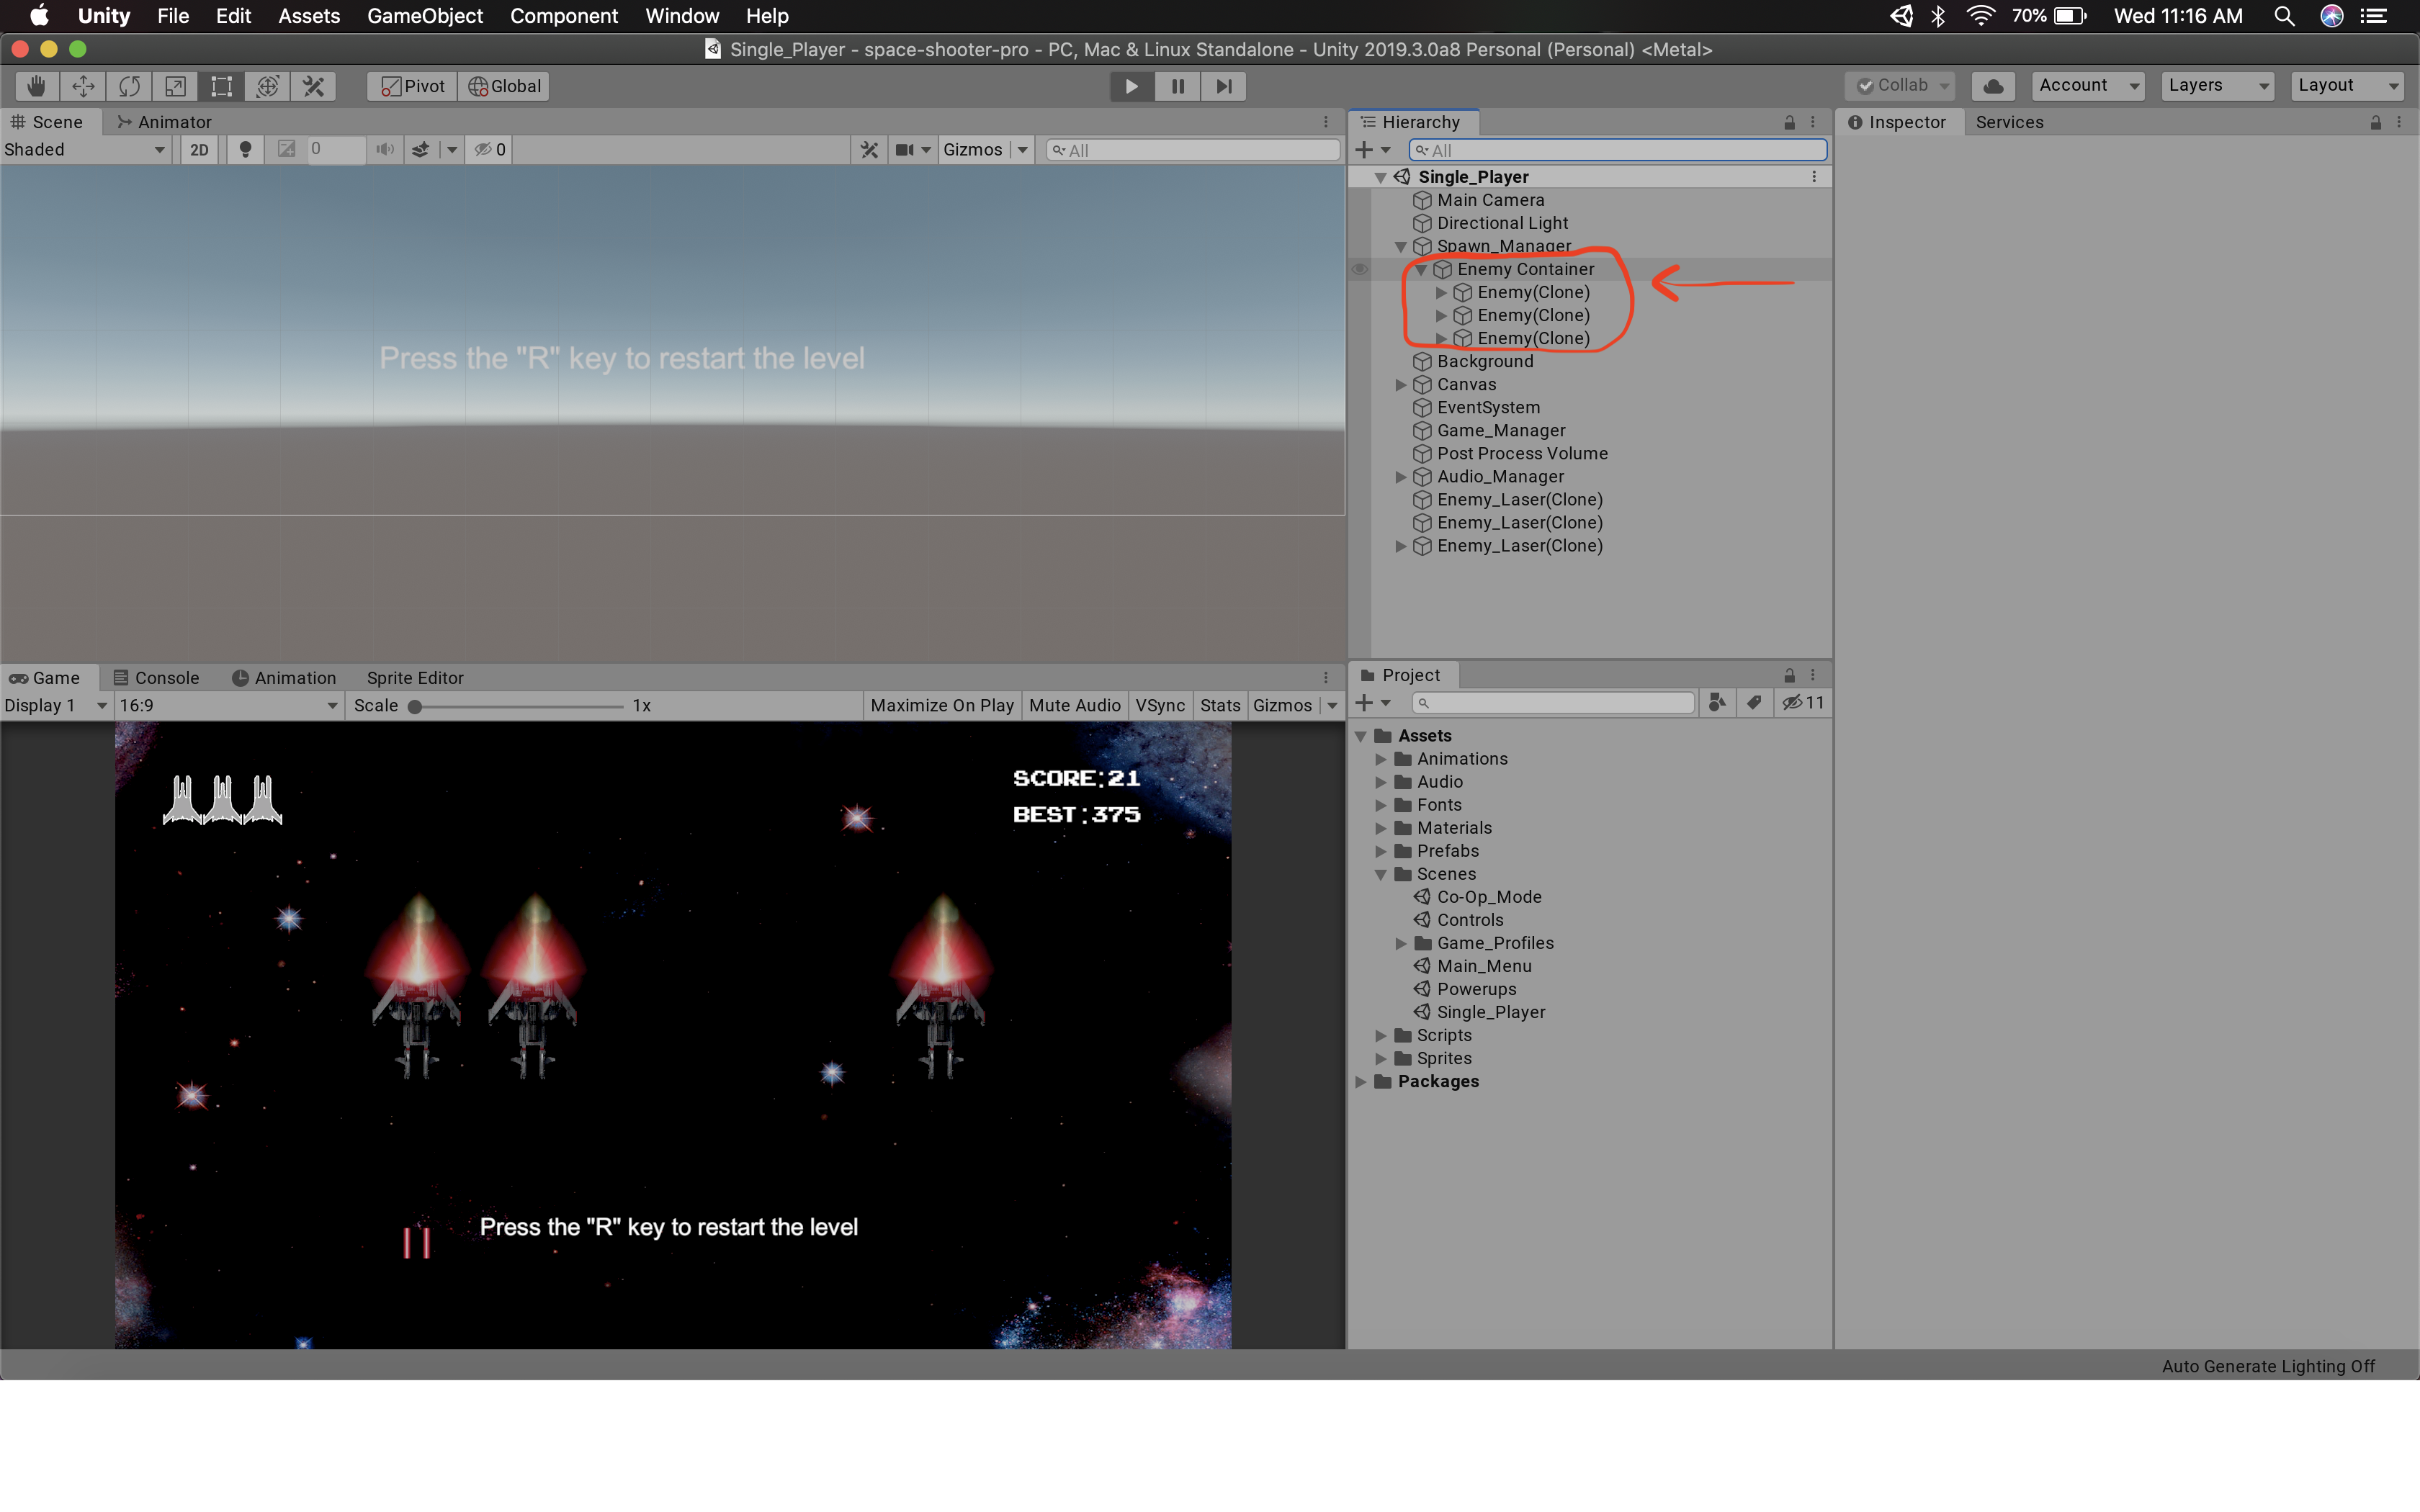 Unity File Edit Assets GameObject Component Window Help 70% Wed 11:16 AM
Single_Player - space-shooter-pro - PC, Mac & Linux Standalone - Unity 2019.3.0a8 Personal (Personal) <Metal>
Pivot Global Collab Account Layers Layout
Scene Animator
Shaded 2D 0 0 Gizmos All
Press the "R" key to restart the level
Hierarchy
All
Single_Player
Main Camera
Directional Light
Spawn_Manager
Enemy Container
Enemy(Clone)
Enemy(Clone)
Enemy(Clone)
Background
Canvas
EventSystem
Game_Manager
Post Process Volume
Audio_Manager
Enemy_Laser(Clone)
Enemy_Laser(Clone)
Enemy_Laser(Clone)
Inspector Services
Game Console Animation Sprite Editor
Display 1 16:9 Scale 1x Maximize On Play Mute Audio VSync Stats Gizmos
SCORE:21
BEST:375
Press the "R" key to restart the level
Project
11
Assets
Animations
Audio
Fonts
Materials
Prefabs
Scenes
Co-Op_Mode
Controls
Game_Profiles
Main_Menu
Powerups
Single_Player
Scripts
Sprites
Packages
Auto Generate Lighting Off